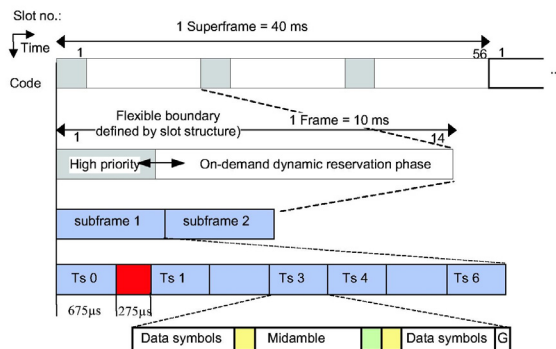 Slot no.:
1 Superframe = 40 ms
Time
1
56
1
Code
...
Flexible boundary
defined by slot structure)
1 Frame = 10 ms
1
14
High priority
On-demand dynamic reservation phase
subframe 1
subframe 2
Ts 0
Ts 1
Ts 3
Ts 4
Ts 6
675µs
275µs
Data symbols
Midamble
Data symbols
G